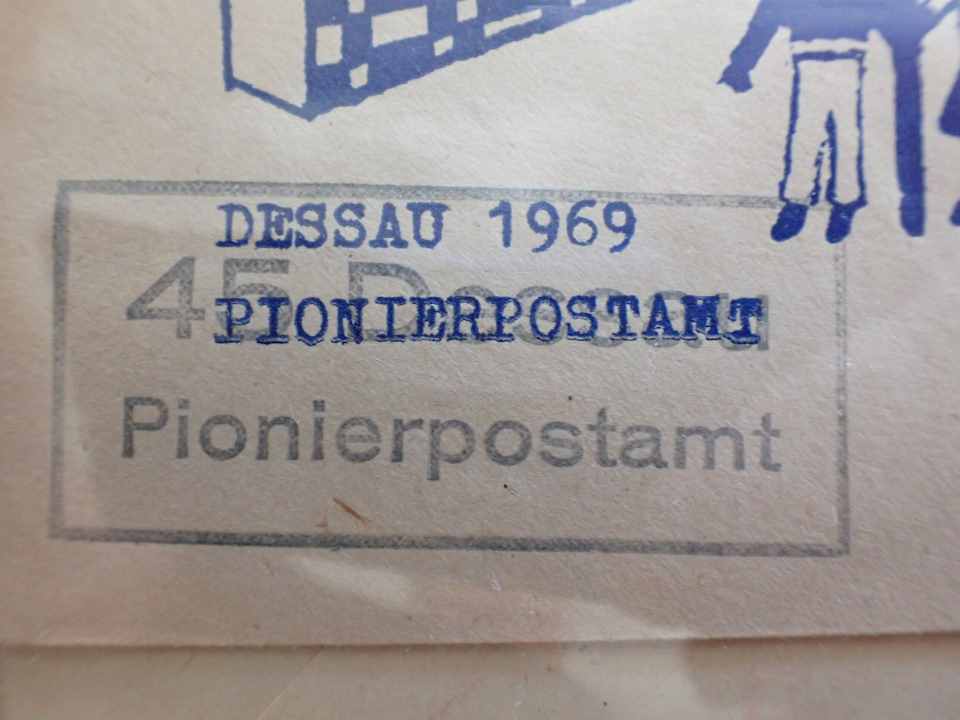 DESSAU 1969
45 Dessau
PIONIERPOSTAMT
Pionierpostamt